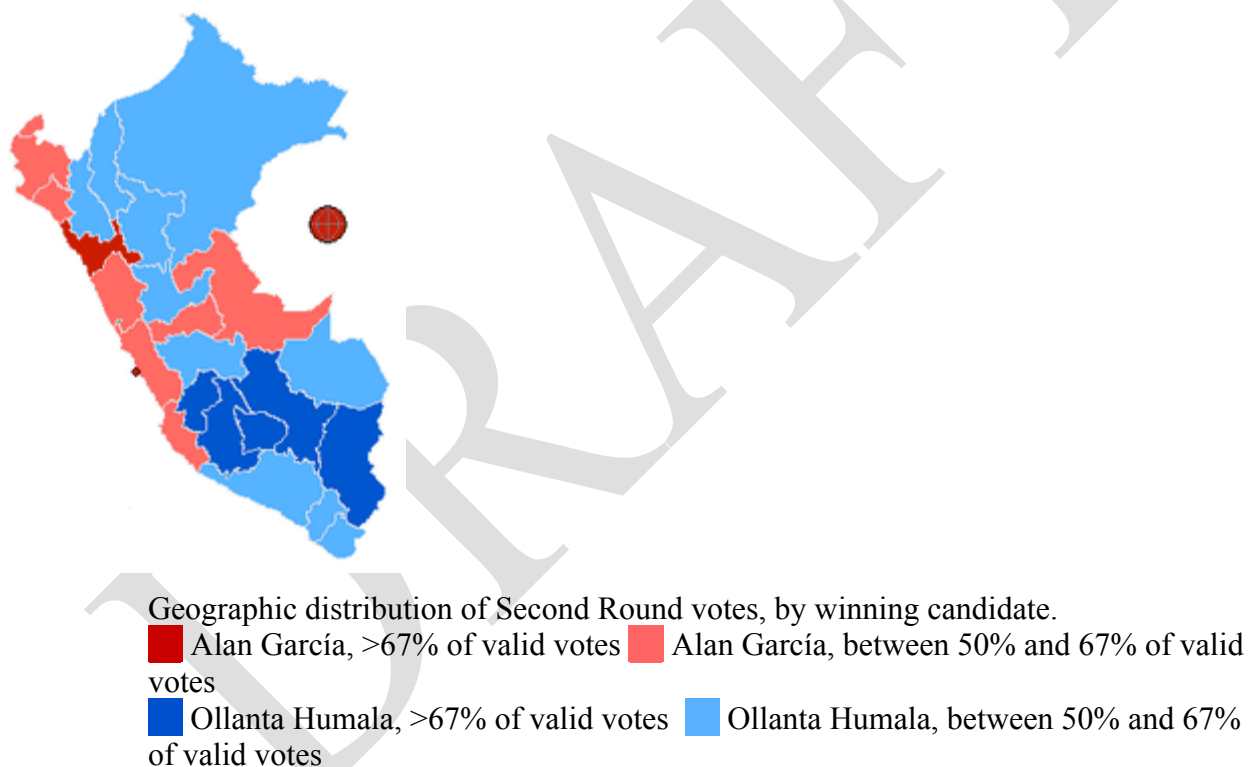 DRAFT
Geographic distribution of Second Round votes, by winning candidate.
Alan García, >67% of valid votes Alan García, between 50% and 67% of valid
votes
Ollanta Humala, >67% of valid votes Ollanta Humala, between 50% and 67%
of valid votes